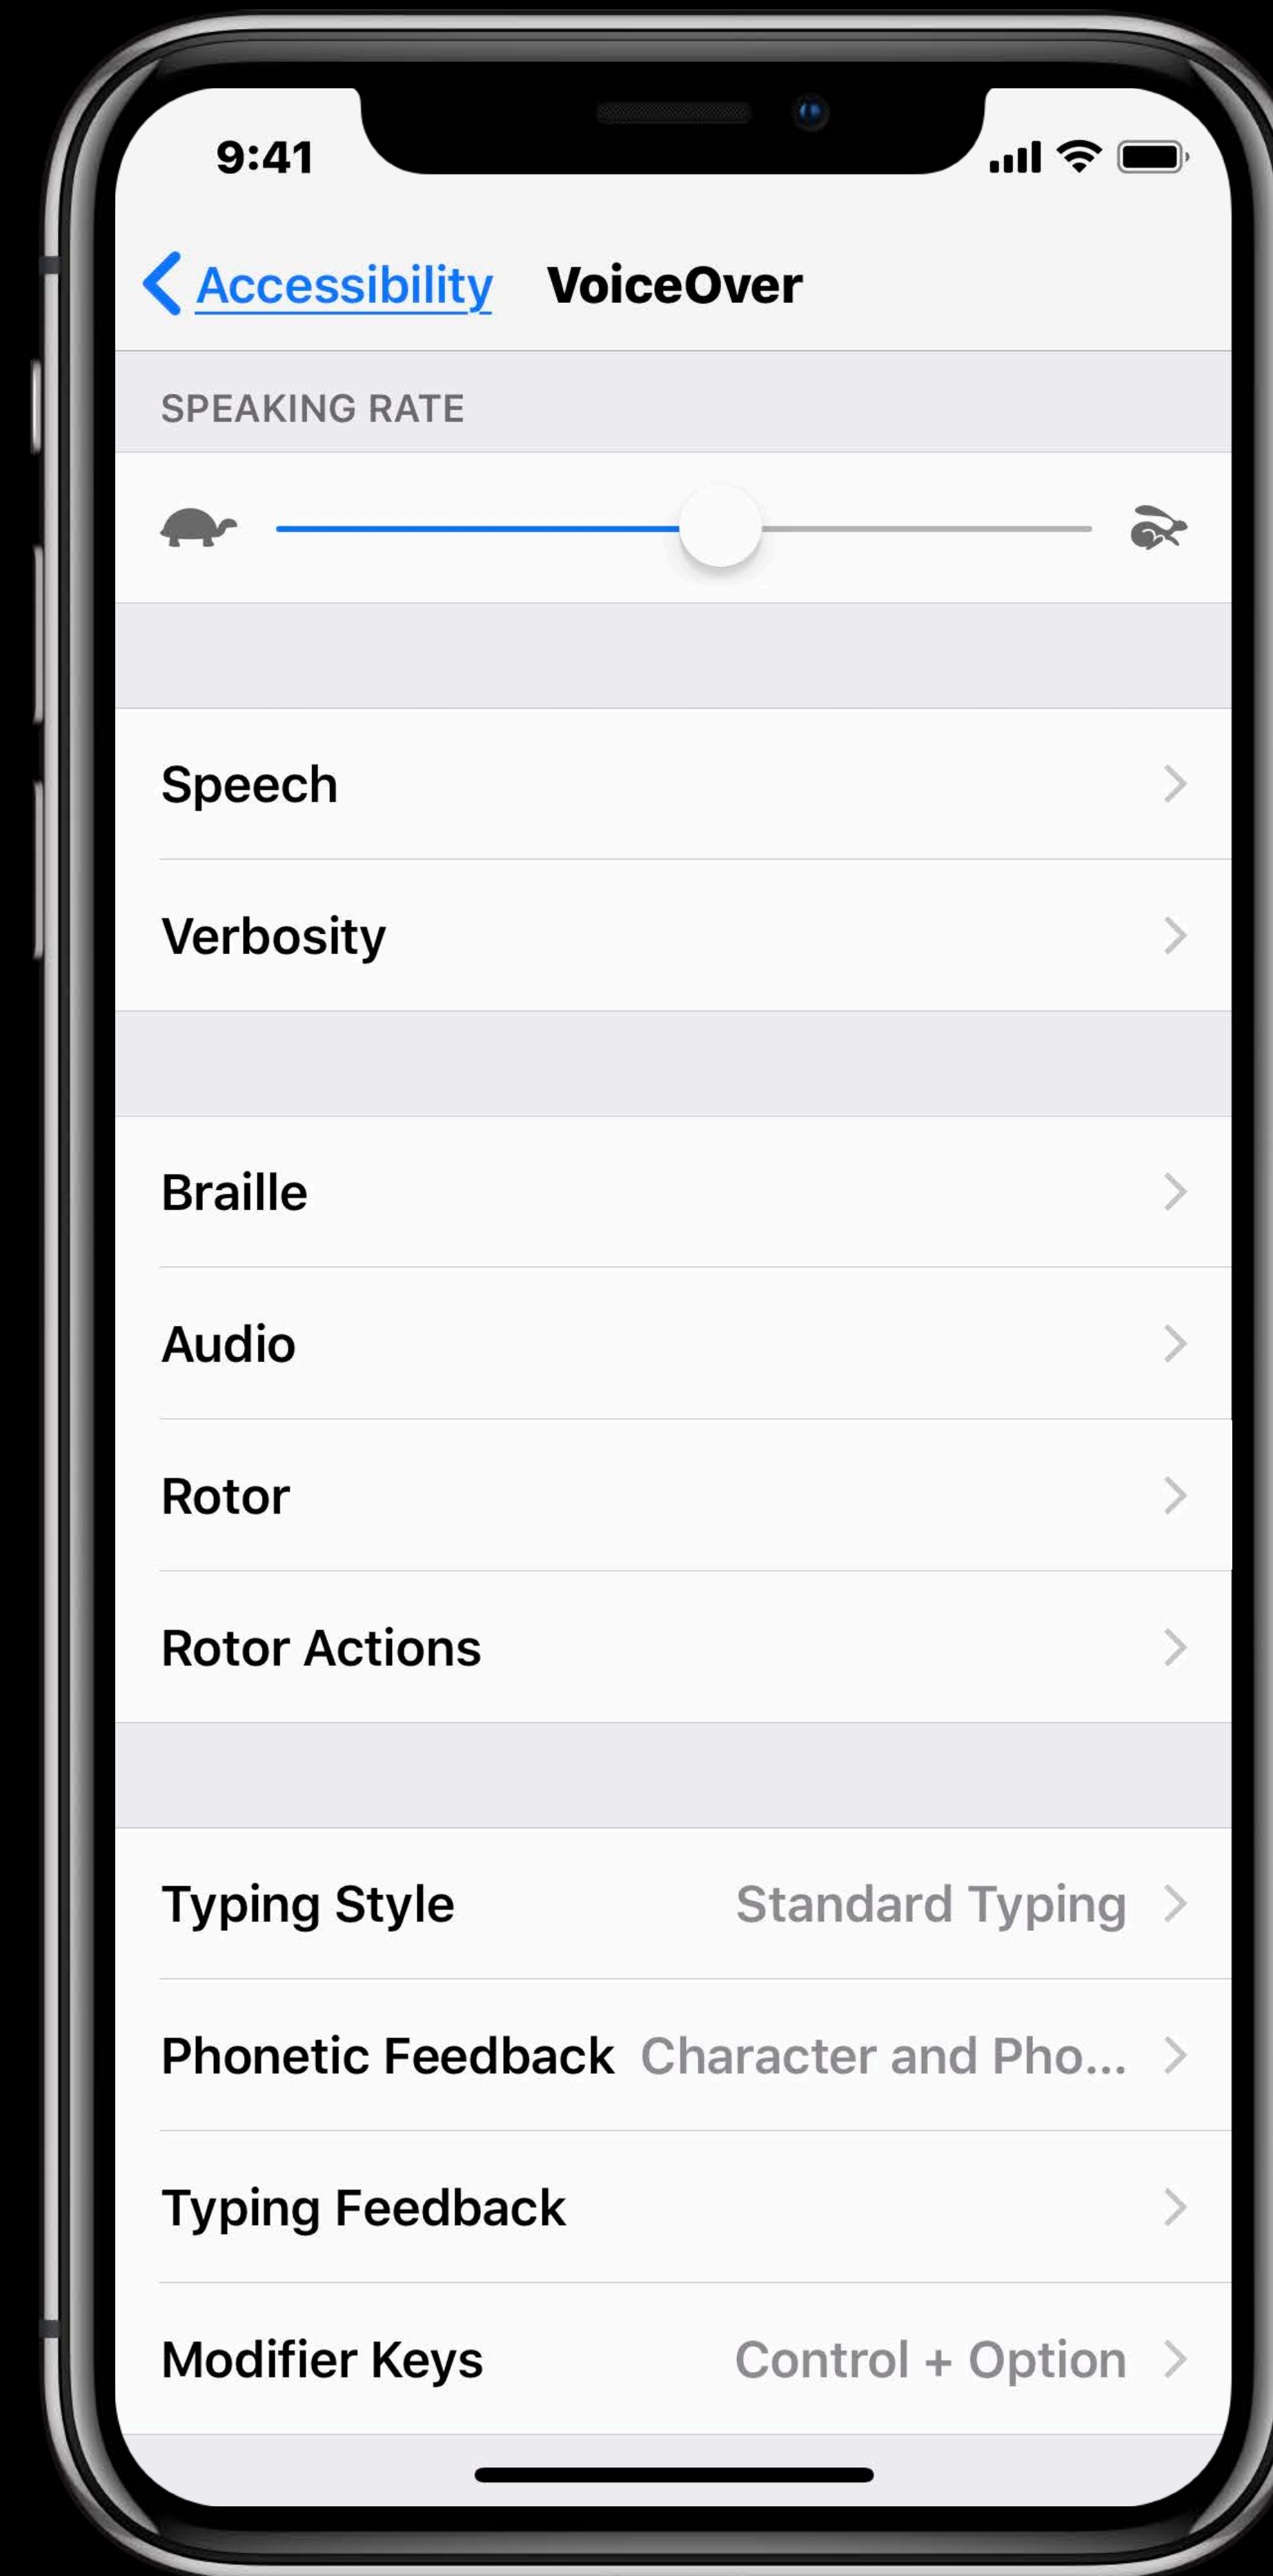 9:41
Accessibility VoiceOver
SPEAKING RATE
Speech
Verbosity
Braille
Audio
Rotor
Rotor Actions
Typing Style Standard Typing
Phonetic Feedback Character and Pho...
Typing Feedback
Modifier Keys Control + Option